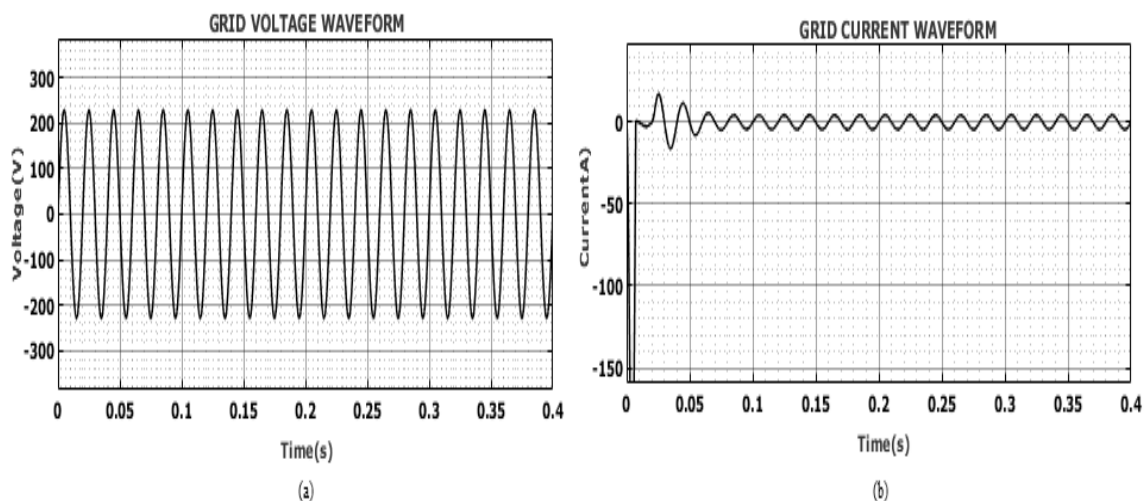 GRID VOLTAGE WAVEFORM
300
200
100
0
-100
-200
-300
Voltage(V)
0 0.05 0.1 0.15 0.2 0.25 0.3 0.35 0.4
Time(s)
(a)
GRID CURRENT WAVEFORM
0
-50
-100
-150
CurrentA)
0 0.05 0.1 0.15 0.2 0.25 0.3 0.35 0.4
Time(s)
(b)